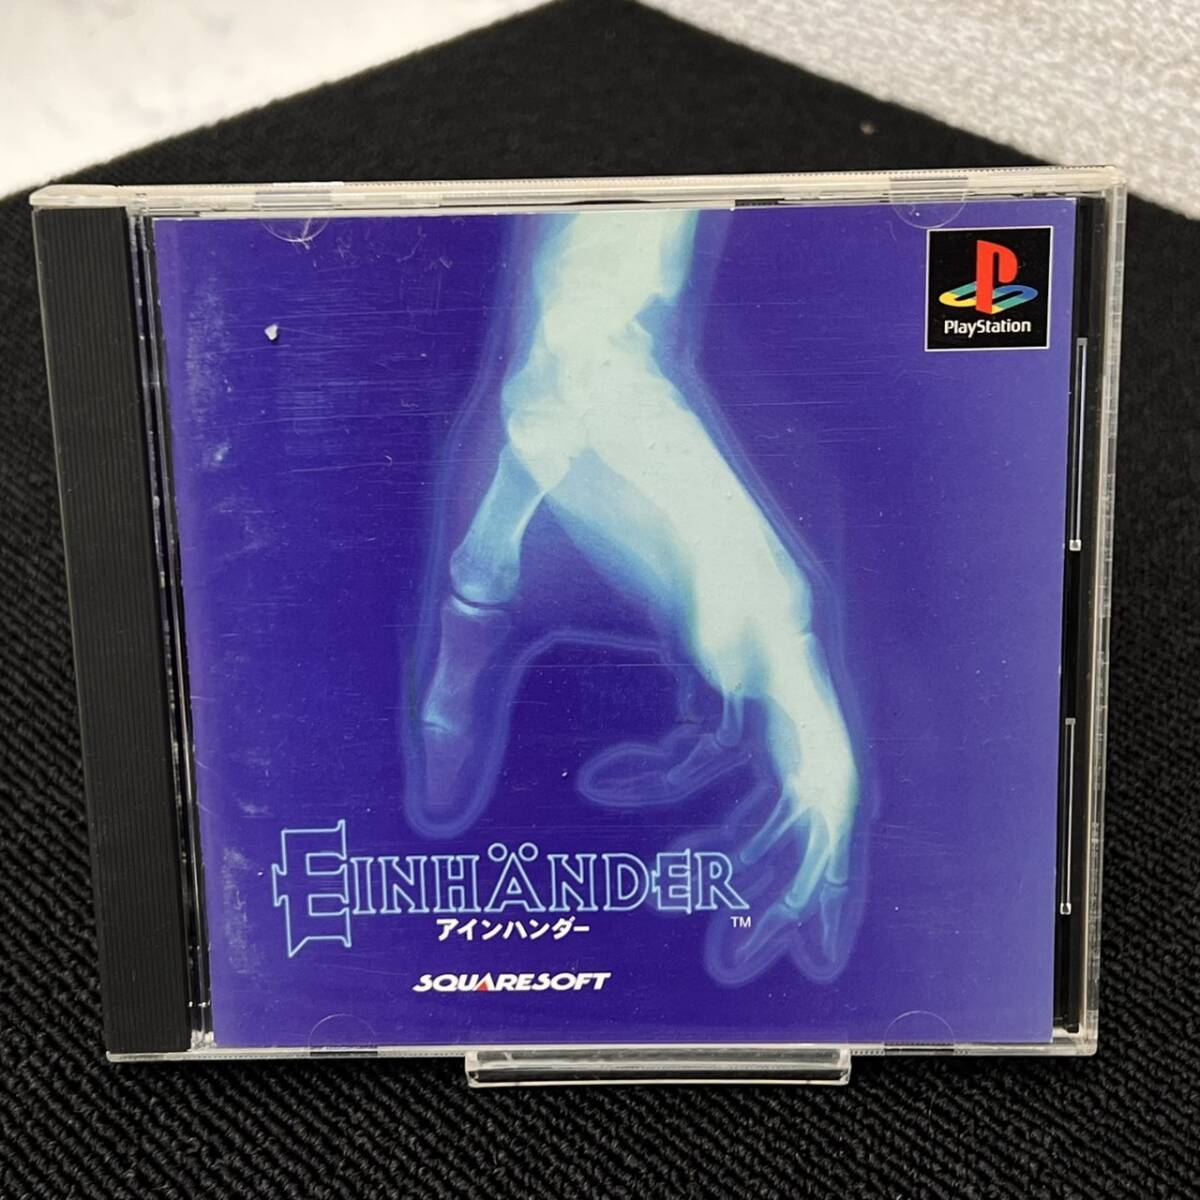 PlayStation
EINHÄNDER
TM
アインハンダー
SQUARESOFT